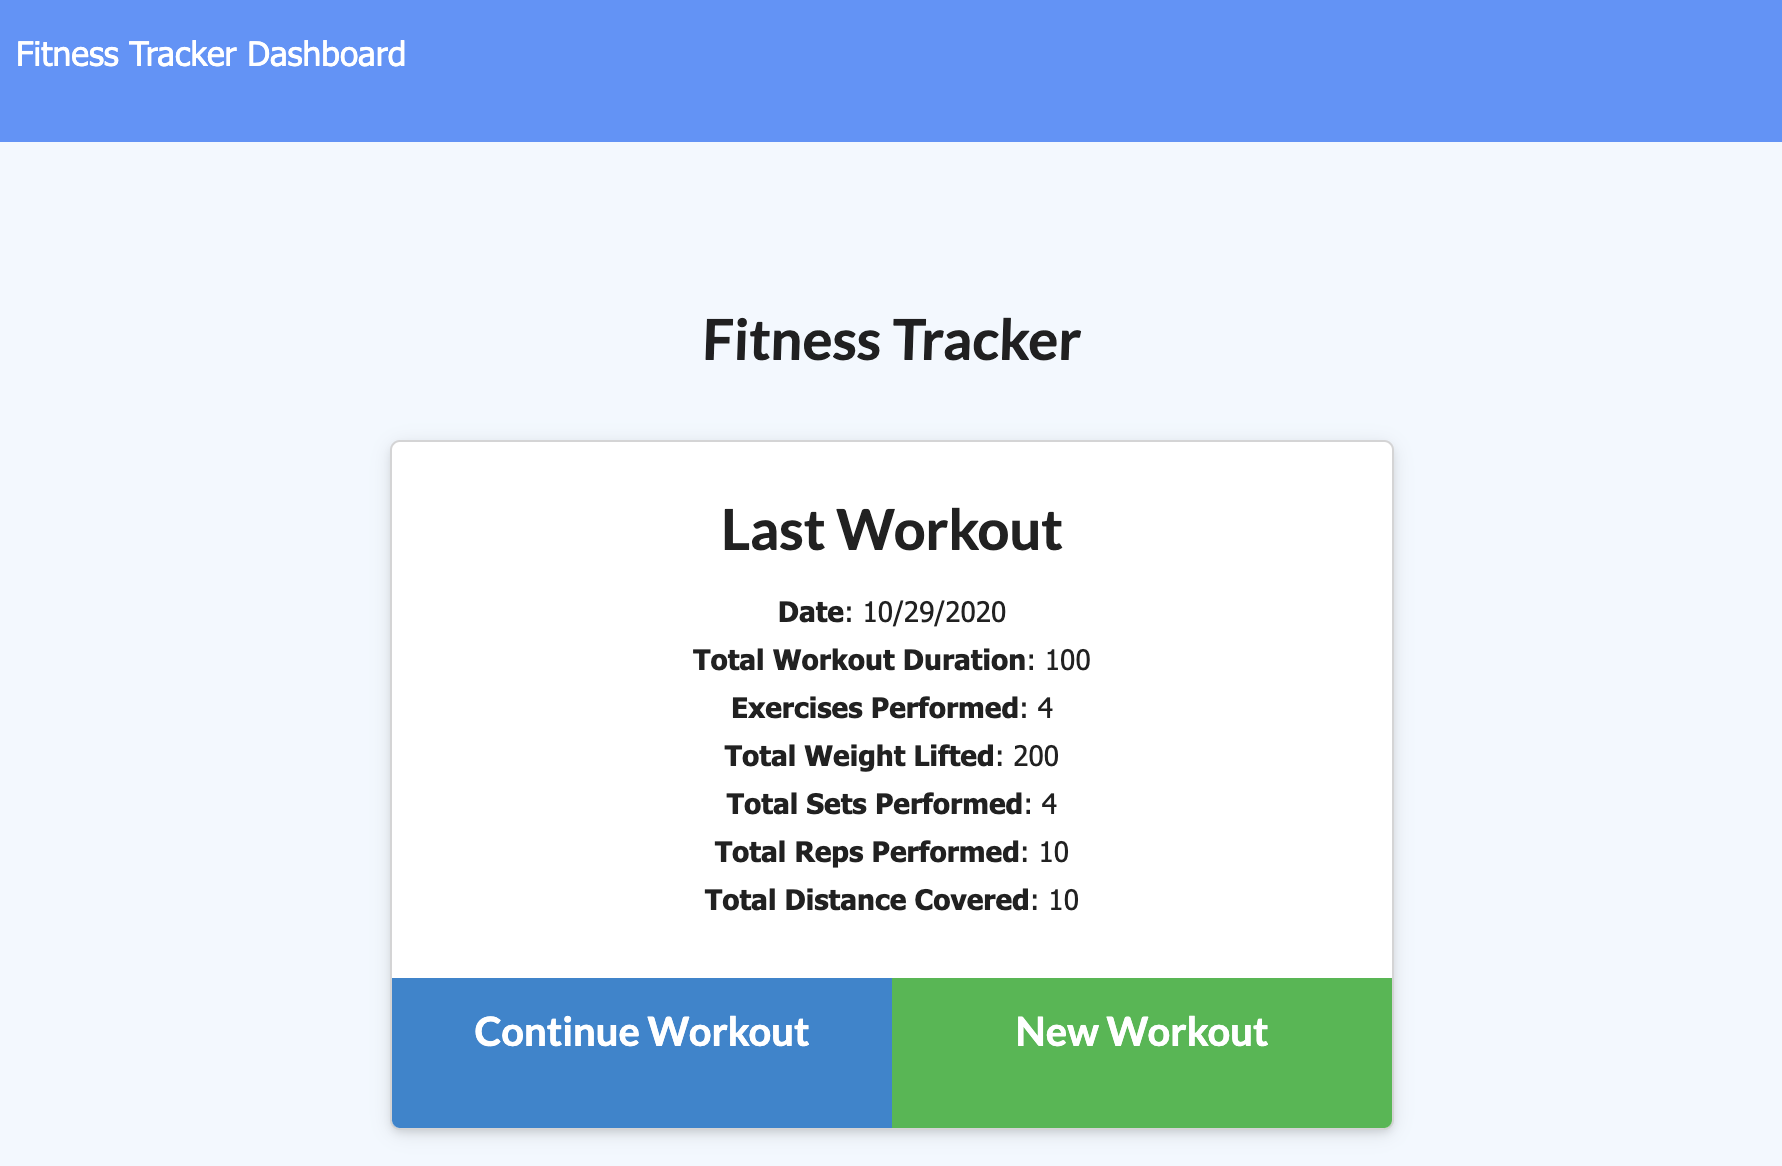 Fitness Tracker Dashboard
Fitness Tracker
Last Workout
Date: 10/29/2020
Total Workout Duration: 100
Exercises Performed: 4
Total Weight Lifted: 200
Total Sets Performed: 4
Total Reps Performed: 10
Total Distance Covered: 10
Continue Workout
New Workout